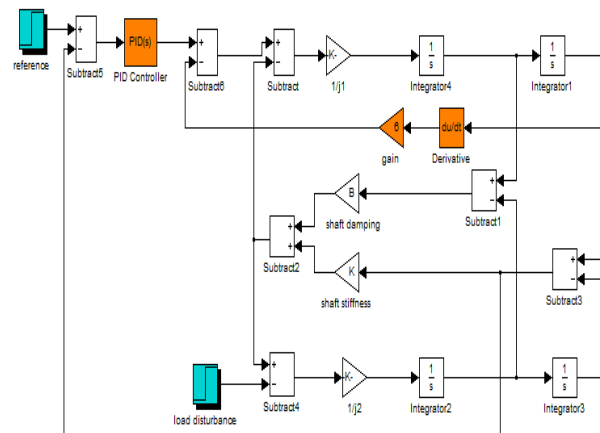 reference
+
−
Subtract5
PID(s)
PID Controller
+
−
Subtract6
+
−
Subtract
-K-
1/j1
1
s
Integrator4
1
s
Integrator1
6
gain
du/dt
Derivative
B
shaft damping
+
−
Subtract1
+
+
Subtract2
K
shaft stiffness
+
−
Subtract3
load disturbance
+
−
Subtract4
-K-
1/j2
1
s
Integrator2
1
s
Integrator3